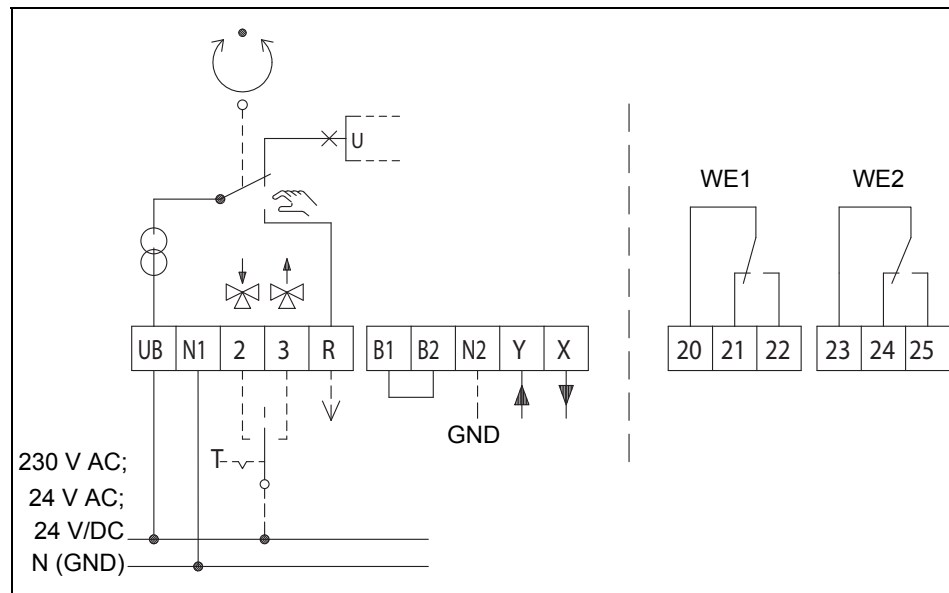 U
WE1 WE2
UB N1 2 3 R B1 B2 N2 Y X 20 21 22 23 24 25
GND
230 V AC;
24 V AC;
24 V/DC
N (GND)